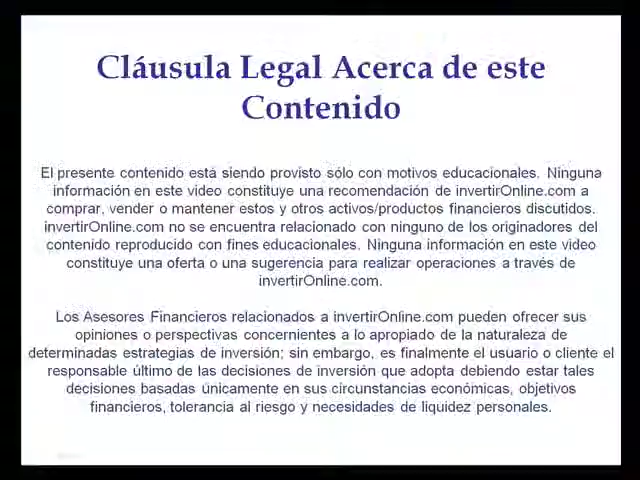 Cláusula Legal Acerca de este
Contenido
El presente contenido está siendo provisto sólo con motivos educacionales. Ninguna
información en este video constituye una recomendación de invertirOnline.com a
comprar, vender o mantener estos y otros activos/productos financieros discutidos.
invertirOnline.com no se encuentra relacionado con ninguno de los originadores del
contenido reproducido con fines educacionales. Ninguna información en este video
constituye una oferta o una sugerencia para realizar operaciones a través de
invertirOnline.com.
Los Asesores Financieros relacionados a invertirOnline.com pueden ofrecer sus
opiniones o perspectivas concernientes a lo apropiado de la naturaleza de
determinadas estrategias de inversión; sin embargo, es finalmente el usuario o cliente el
responsable último de las decisiones de inversión que adopta debiendo estar tales
decisiones basadas únicamente en sus circunstancias económicas, objetivos
financieros, tolerancia al riesgo y necesidades de liquidez personales.